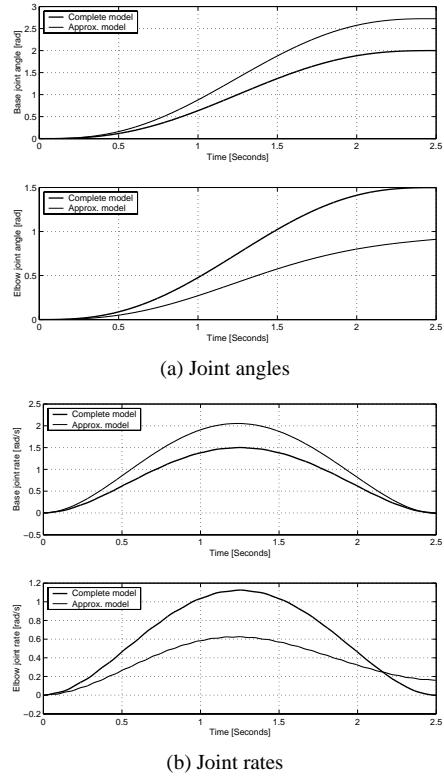 3
2.5
2
1.5
1
0.5
0
Base joint angle [rad]
Complete model
Approx. model
0 0.5 1 1.5 2 2.5
Time [Seconds]
1.5
1
0.5
0
Elbow joint angle [rad]
Complete model
Approx. model
0 0.5 1 1.5 2 2.5
Time [Seconds]
(a) Joint angles
2.5
2
1.5
1
0.5
0
−0.5
Base joint rate [rad/s]
Complete model
Approx. model
0 0.5 1 1.5 2 2.5
Time [Seconds]
1.2
1
0.8
0.6
0.4
0.2
0
−0.2
Elbow joint rate [rad/s]
Complete model
Approx. model
0 0.5 1 1.5 2 2.5
Time [Seconds]
(b) Joint rates